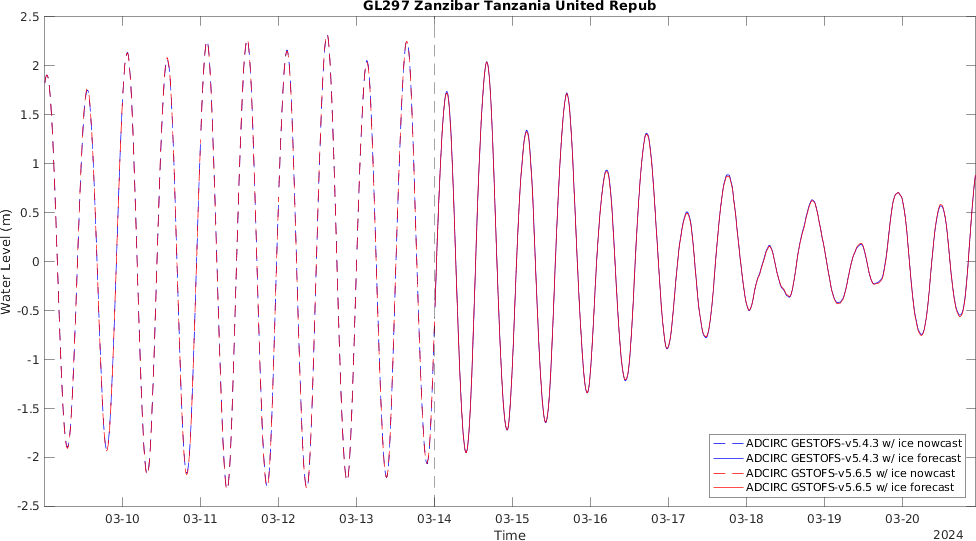 GL297 Zanzibar Tanzania United Repub
2.5
2
1.5
1
0.5
0
-0.5
-1
-1.5
-2
-2.5
Water Level (m)
ADCIRC GESTOFS-v5.4.3 w/ ice nowcast
ADCIRC GESTOFS-v5.4.3 w/ ice forecast
ADCIRC GSTOFS-v5.6.5 w/ ice nowcast
ADCIRC GSTOFS-v5.6.5 w/ ice forecast
03-10 03-11 03-12 03-13 03-14 03-15 03-16 03-17 03-18 03-19 03-20
Time
2024